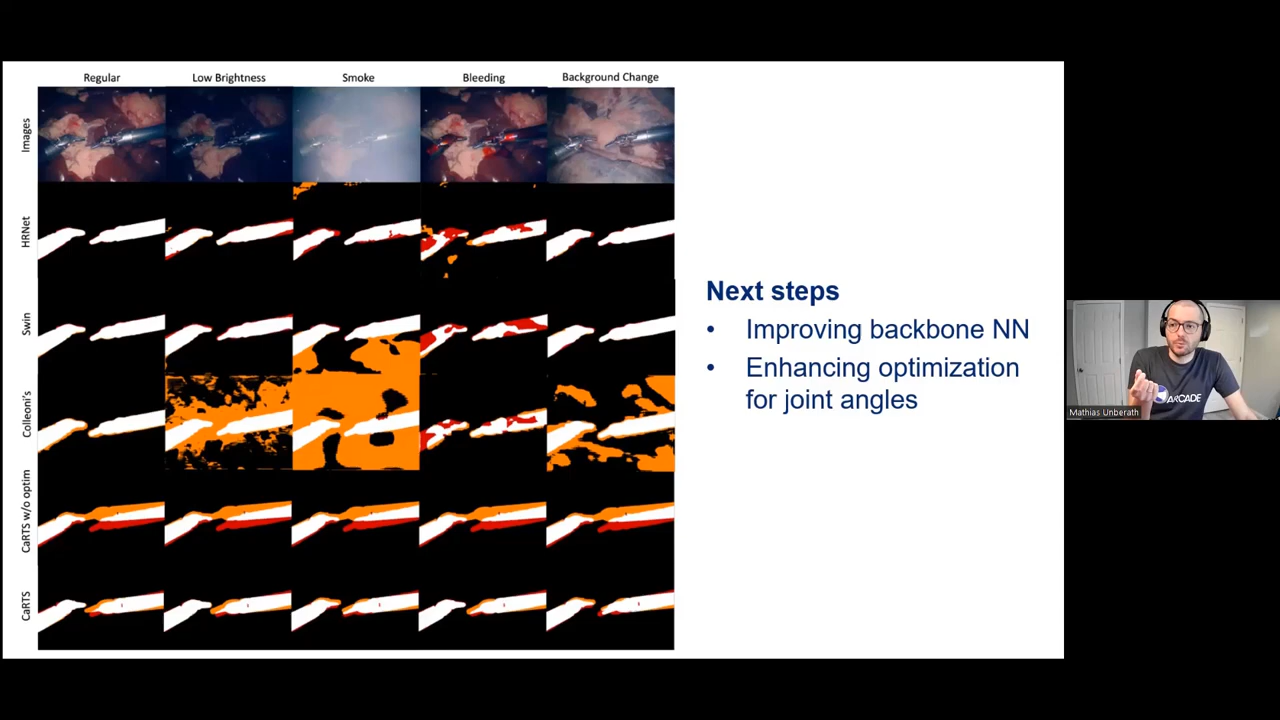 Regular
Low Brightness
Smoke
Bleeding
Background Change
Images
HRNet
Swin
Colleoni's
CaRTS w/o optim
CaRTS
Next steps
• Improving backbone NN
• Enhancing optimization
for joint angles
ARCADE
Mathias Unberath